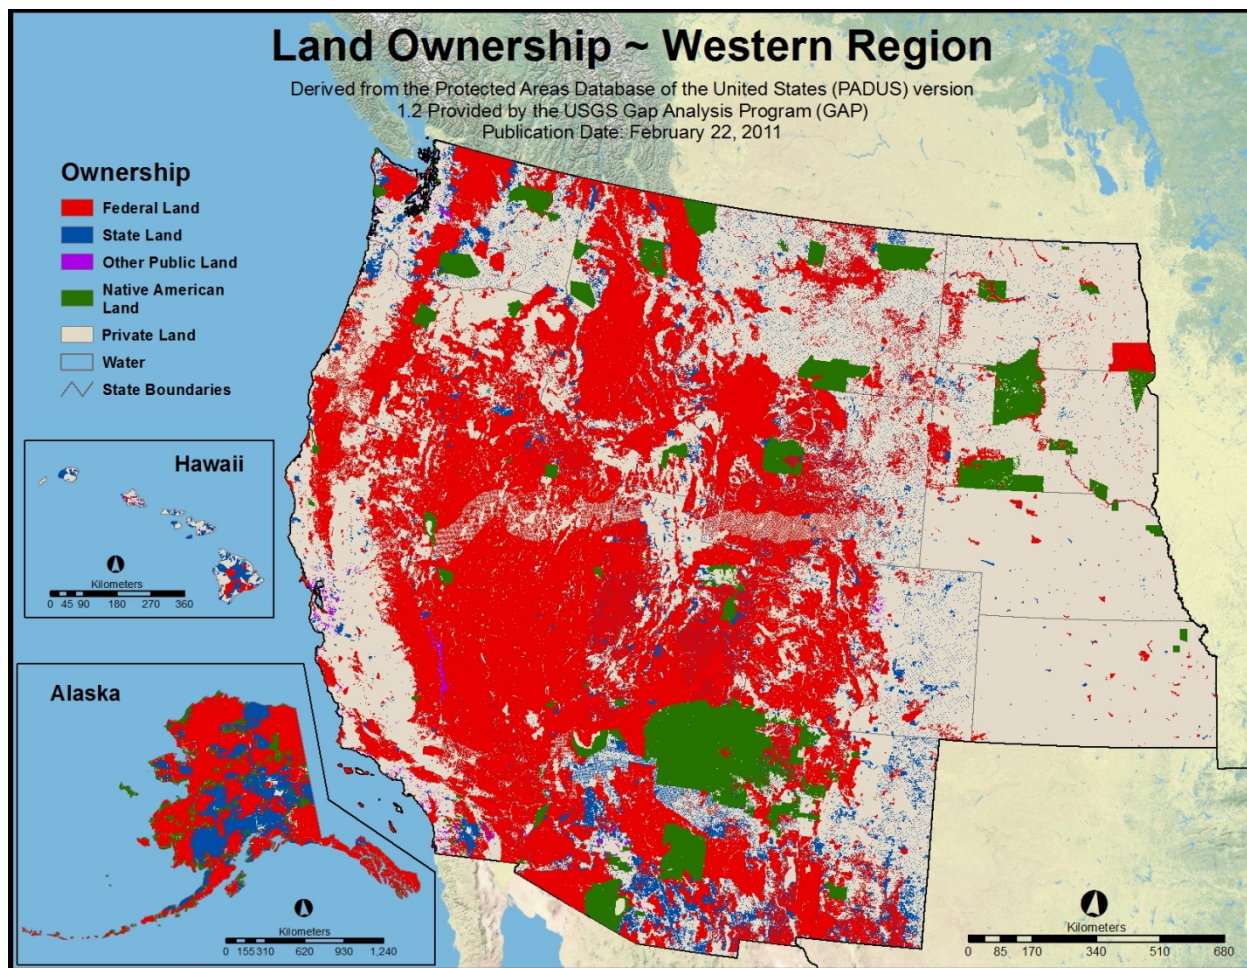 Land Ownership ~ Western Region
Derived from the Protected Areas Database of the United States (PADUS) version
1.2 Provided by the USGS Gap Analysis Program (GAP)
Publication Date: February 22, 2011
Ownership
Federal Land
State Land
Other Public Land
Native American
Land
Private Land
Water
State Boundaries
Hawaii
Kilometers
0 45 90 180 270 360
Alaska
Kilometers
0 155 310 620 930 1,240
Kilometers
0 85 170 340 510 680